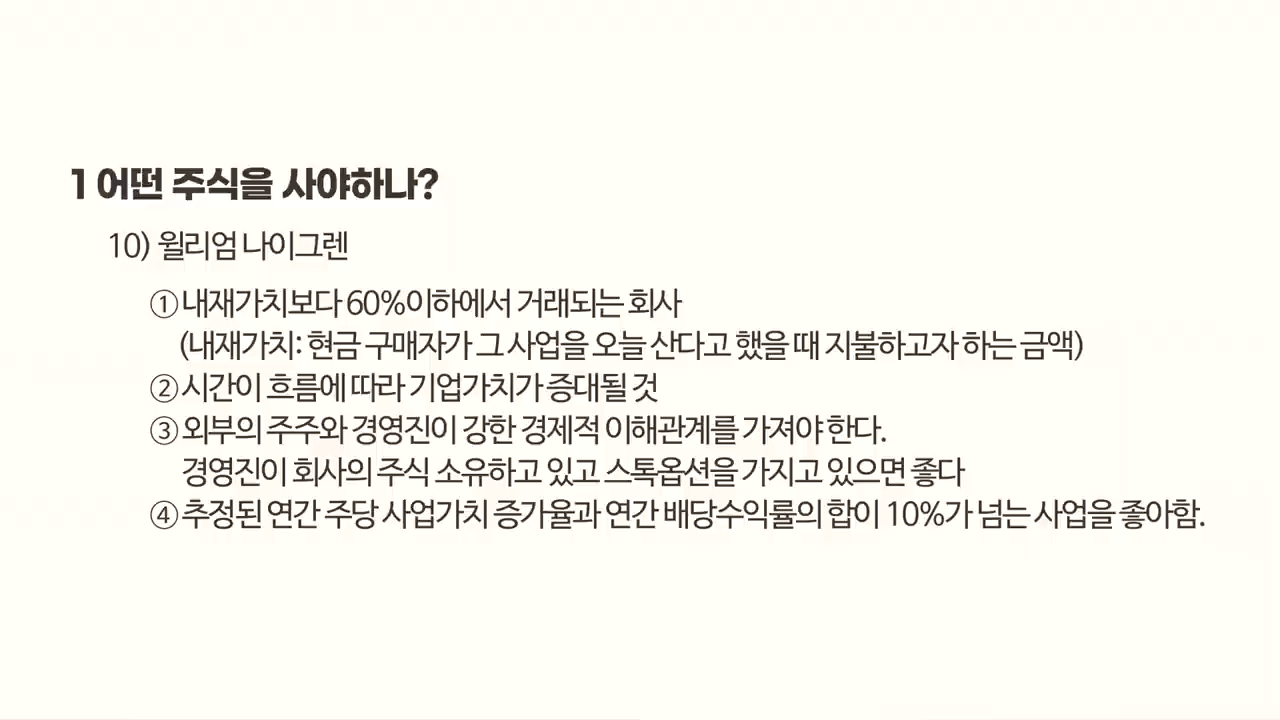 1 어떤 주식을 사야하나?
10) 윌리엄 나이그렌
① 내재가치보다 60%이하에서 거래되는 회사
(내재가치: 현금 구매자가 그 사업을 오늘 산다고 했을 때 지불하고자 하는 금액)
② 시간이 흐름에 따라 기업가치가 증대될 것
③ 외부의 주주와 경영진이 강한 경제적 이해관계를 가져야 한다.
경영진이 회사의 주식 소유하고 있고 스톡옵션을 가지고 있으면 좋다
④ 추정된 연간 주당 사업가치 증가율과 연간 배당수익률의 합이 10%가 넘는 사업을 좋아함.